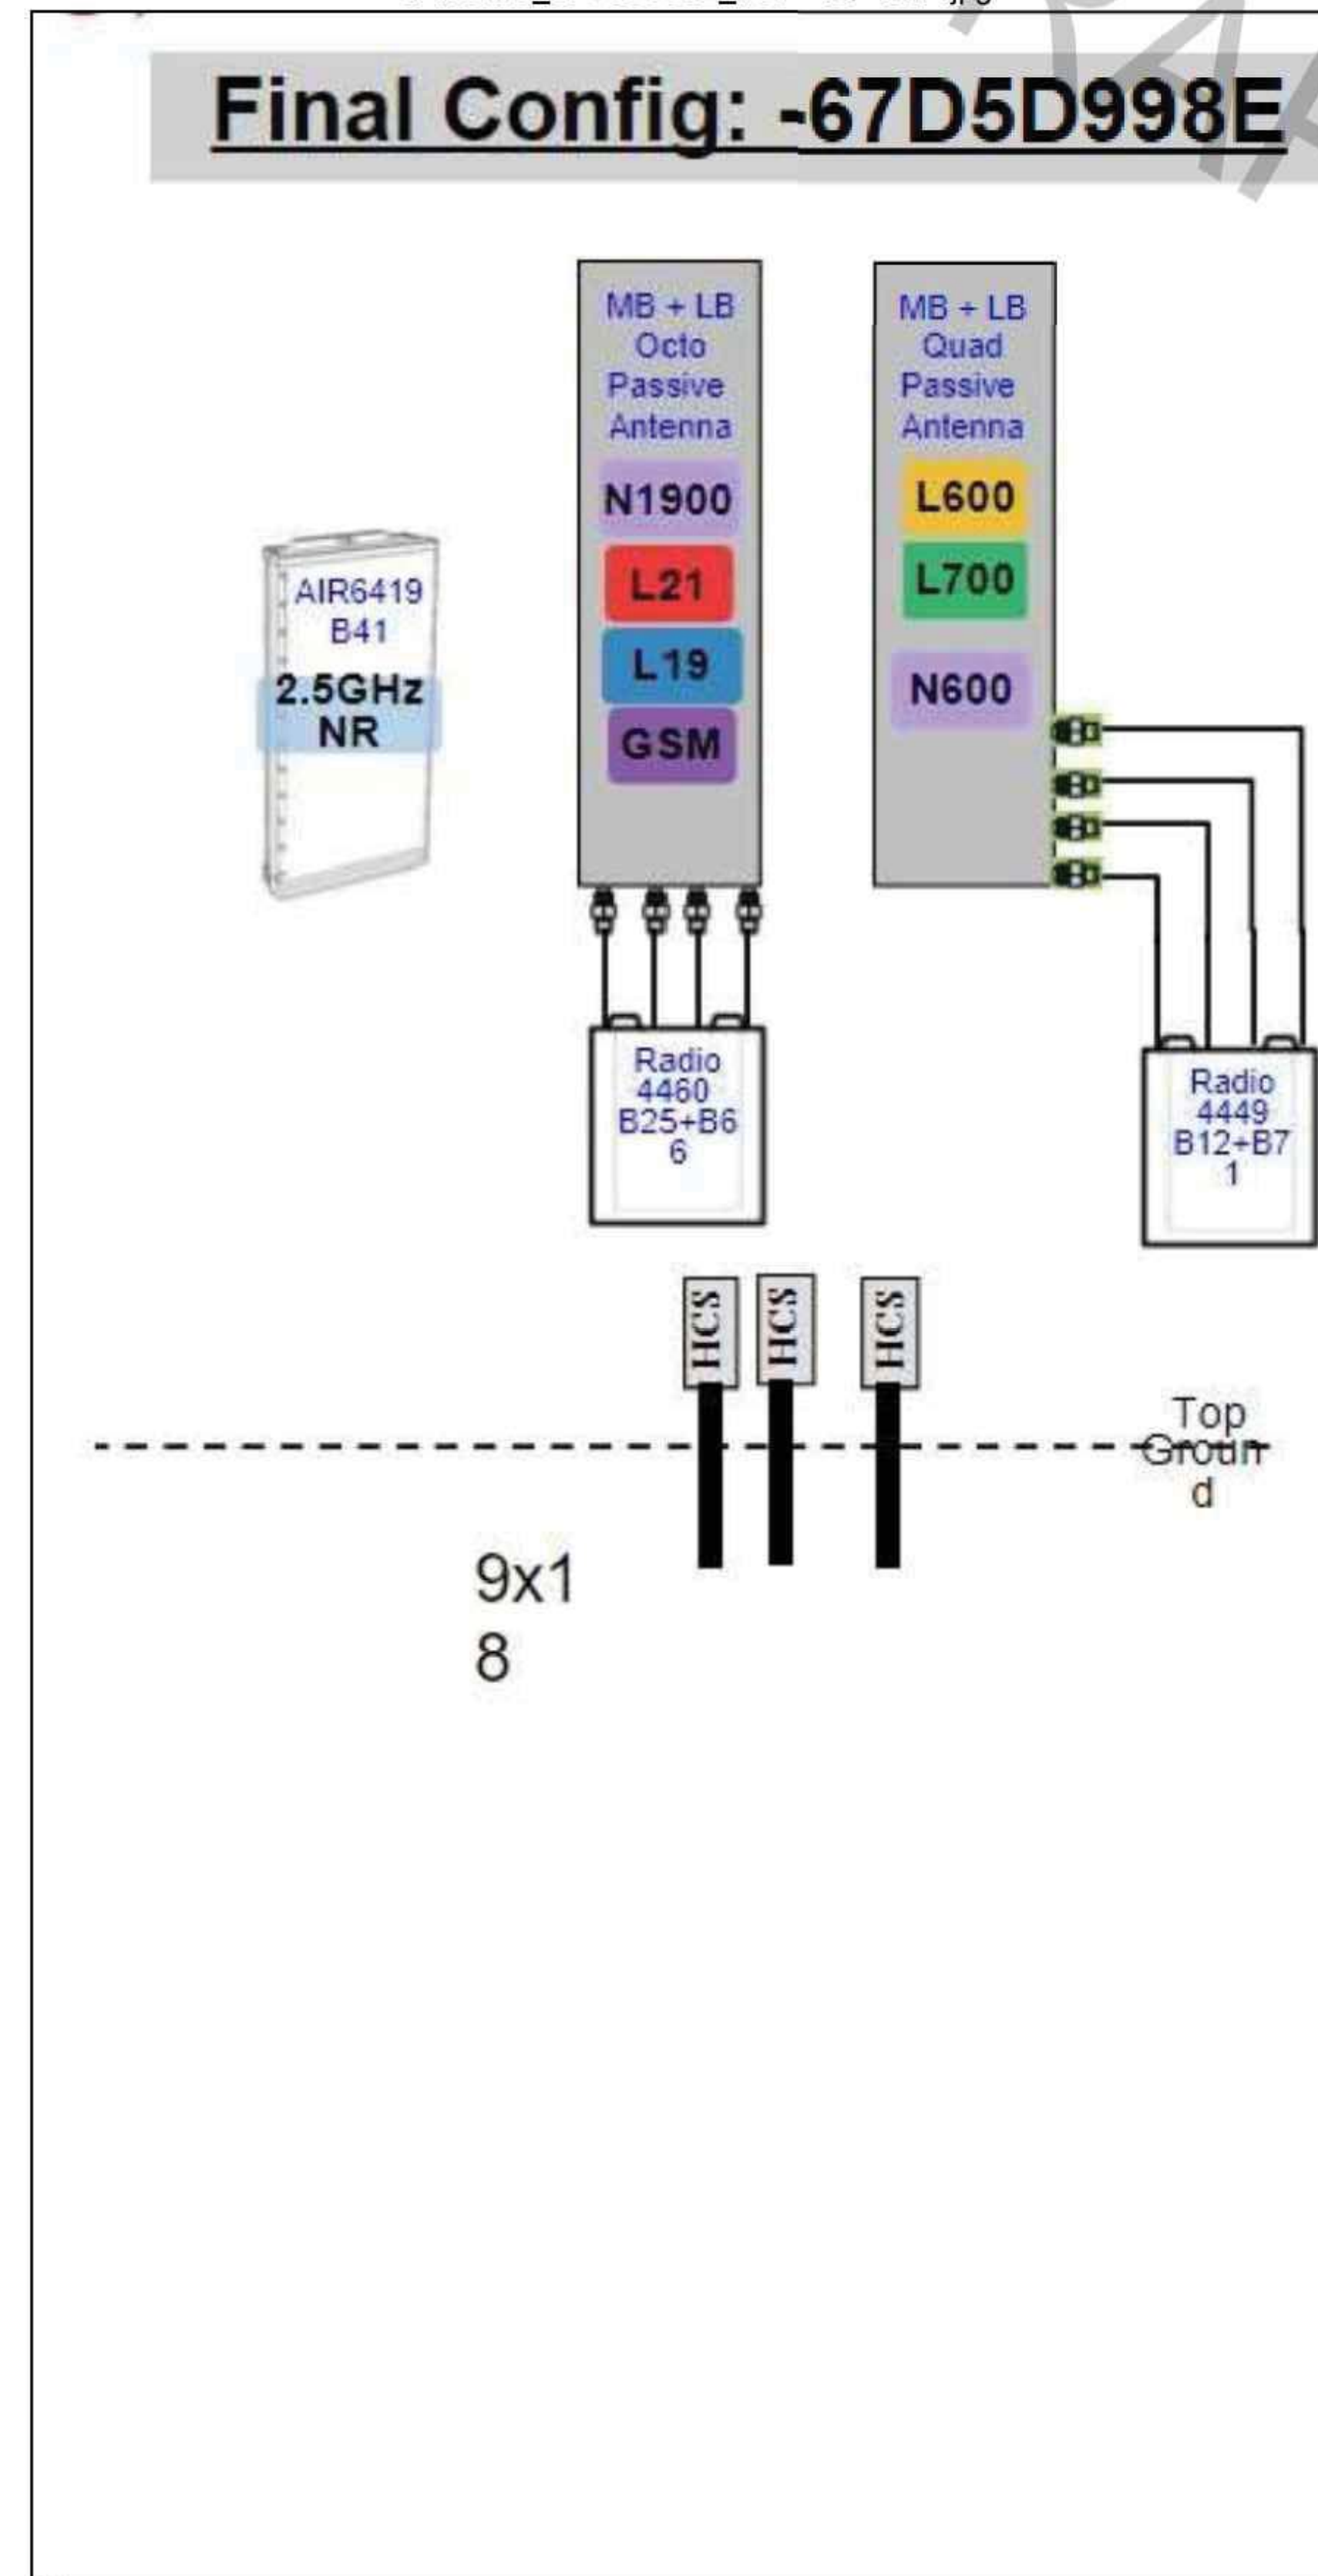 Final Config: -67D5D998E
MB + LB
Octo
Passive
Antenna
N1900
L21
L19
GSM
MB + LB
Quad
Passive
Antenna
L600
L700
N600
AIR6419
B41
2.5GHz
NR
Radio
4460
B25+B6
6
Radio
4449
B12+B7
1
HCS
HCS
HCS
Top
Groun
d
9x1
8